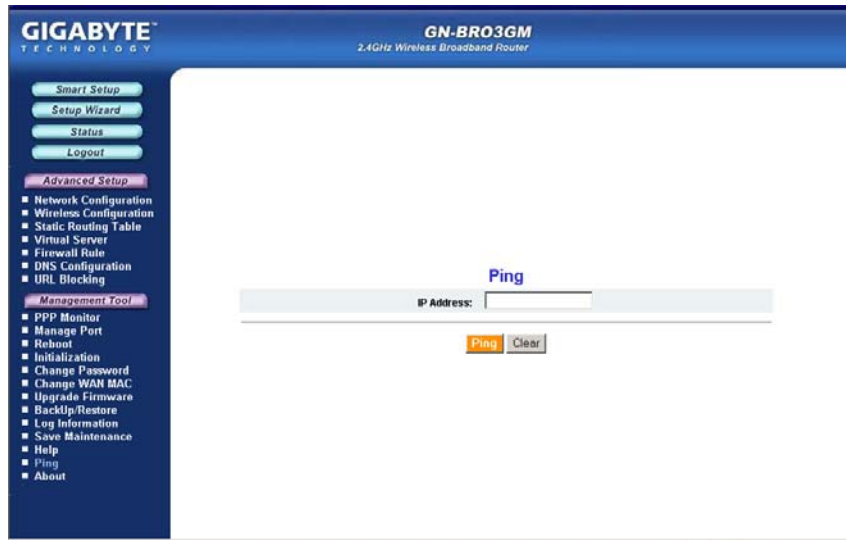 GIGABYTE™
TECHNOLOGY
GN-BRO3GM
2.4GHz Wireless Broadband Router
Smart Setup
Setup Wizard
Status
Logout
Advanced Setup
Network Configuration
Wireless Configuration
Static Routing Table
Virtual Server
Firewall Rule
DNS Configuration
URL Blocking
Management Tool
PPP Monitor
Manage Port
Reboot
Initialization
Change Password
Change WAN MAC
Upgrade Firmware
BackUp/Restore
Log Information
Save Maintenance
Help
Ping
About
Ping
IP Address:
Ping Clear